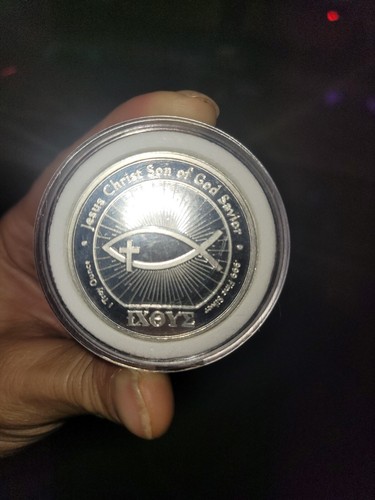 Jesus Christ Son of God Savior
1 Troy Ounce
.999 Fine Silver
ΙΧΘΥΣ